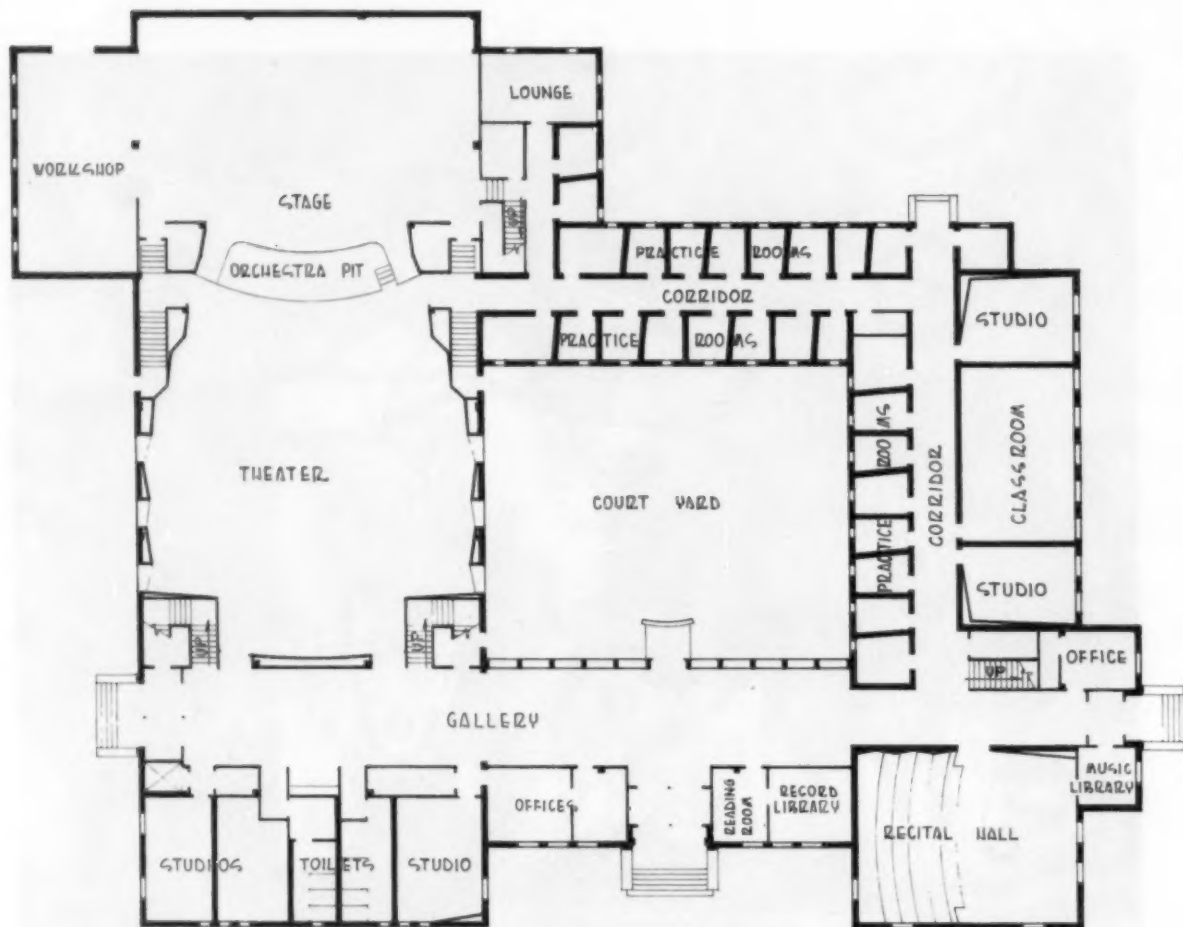 LOUNGE
WORKSHOP
STAGE
UP
PRACTICE ROOMS
ORCHESTRA PIT
CORRIDOR
STUDIO
PRACTICE ROOMS
PRACTICE ROOMS
CORRIDOR
CLASSROOM
THEATER
COURT YARD
STUDIO
UP
UP
UP
OFFICE
GALLERY
OFFICES
READING ROOM
RECORD
LIBRARY
MUSIC
LIBRARY
RECITAL HALL
STUDIOS
TOILETS
STUDIO